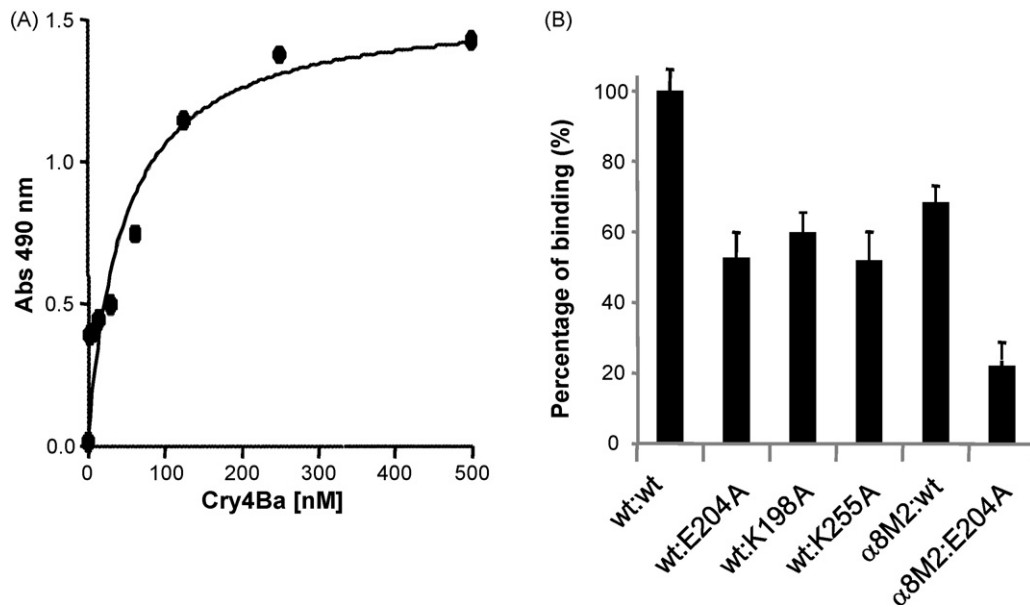 (A)
1.5
1.0
0.5
0.0
Abs 490 nm
0 100 200 300 400 500
Cry4Ba [nM]
(B)
100
80
60
40
20
0
Percentage of binding (%)
wt:wt
wt:E204A
wt:K198A
wt:K255A
α8M2:wt
α8M2:E204A